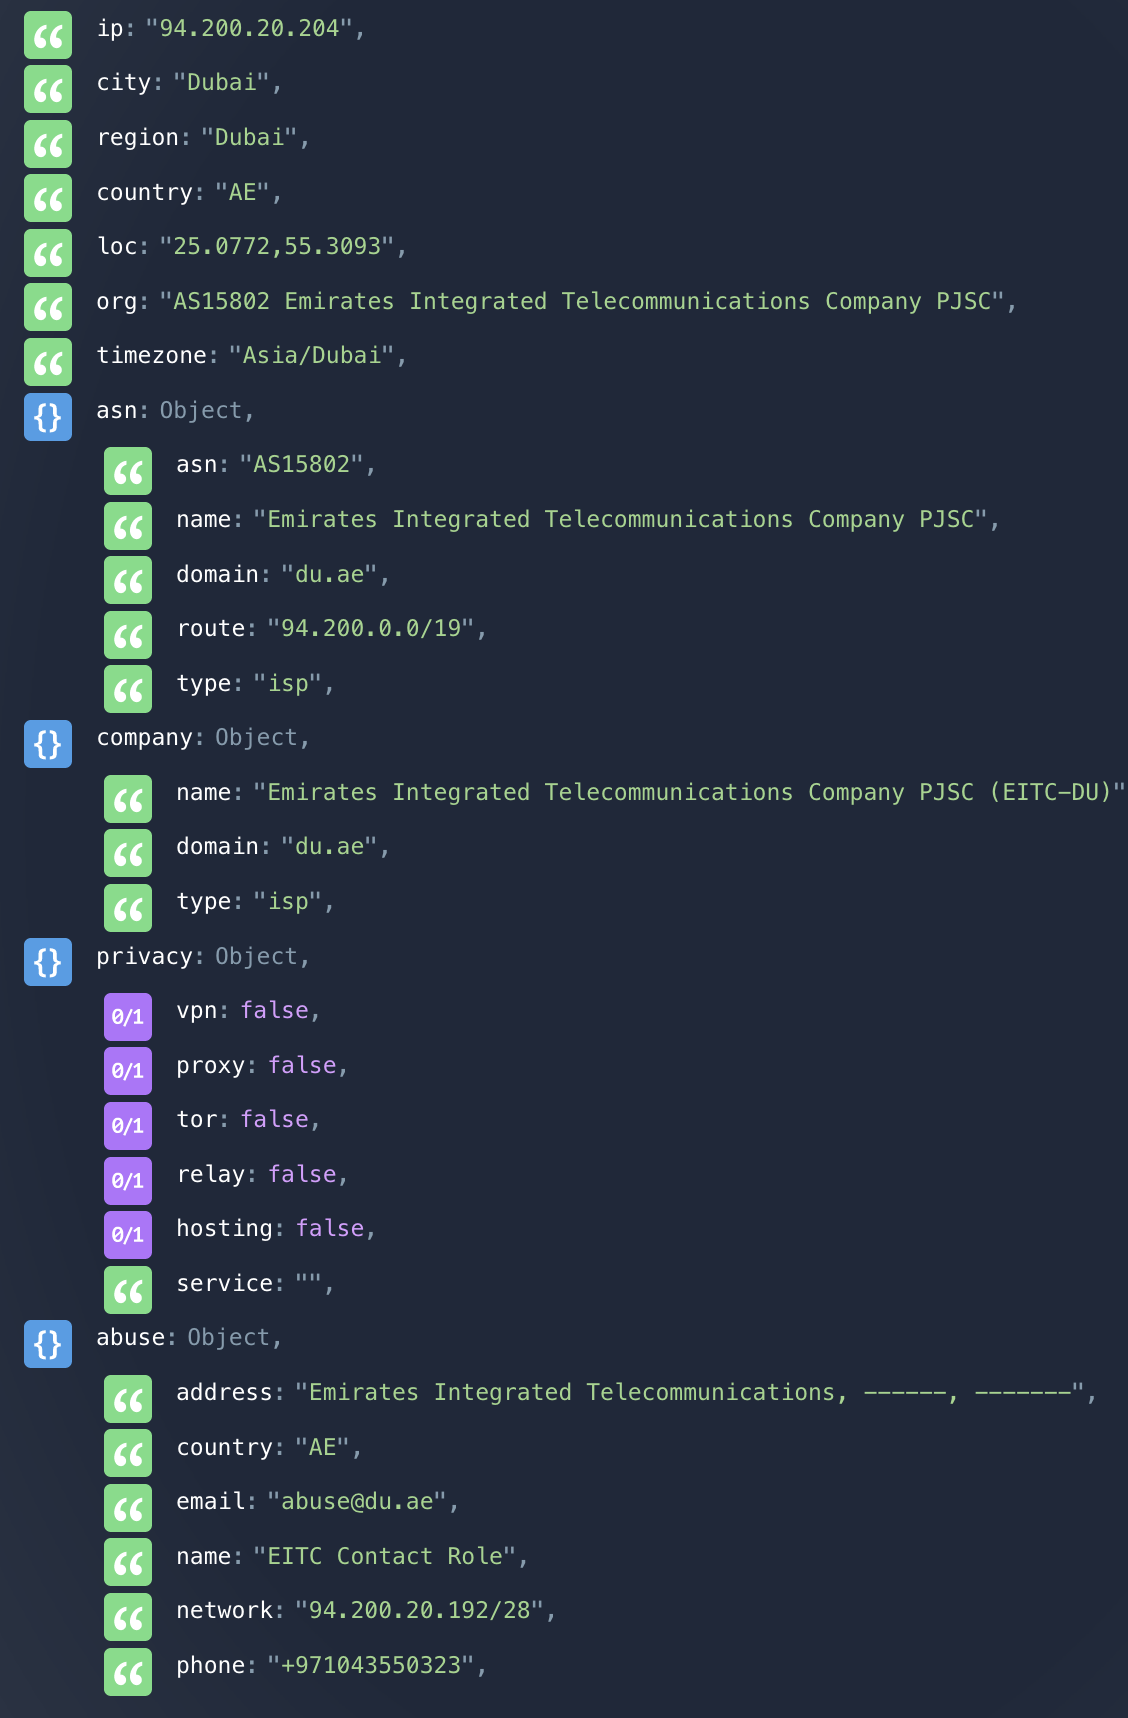 ip: "94.200.20.204",
city: "Dubai",
region: "Dubai",
country: "AE",
loc: "25.0772,55.3093",
org: "AS15802 Emirates Integrated Telecommunications Company PJSC",
timezone: "Asia/Dubai",
{} asn: Object,
asn: "AS15802",
name: "Emirates Integrated Telecommunications Company PJSC",
domain: "du.ae",
route: "94.200.0.0/19",
type: "isp",
{} company: Object,
name: "Emirates Integrated Telecommunications Company PJSC (EITC-DU)"
domain: "du.ae",
type: "isp",
{} privacy: Object,
0/1 vpn: false,
0/1 proxy: false,
0/1 tor: false,
0/1 relay: false,
0/1 hosting: false,
service: "",
{} abuse: Object,
address: "Emirates Integrated Telecommunications, ------, -------",
country: "AE",
email: "abuse@du.ae",
name: "EITC Contact Role",
network: "94.200.20.192/28",
phone: "+971043550323",